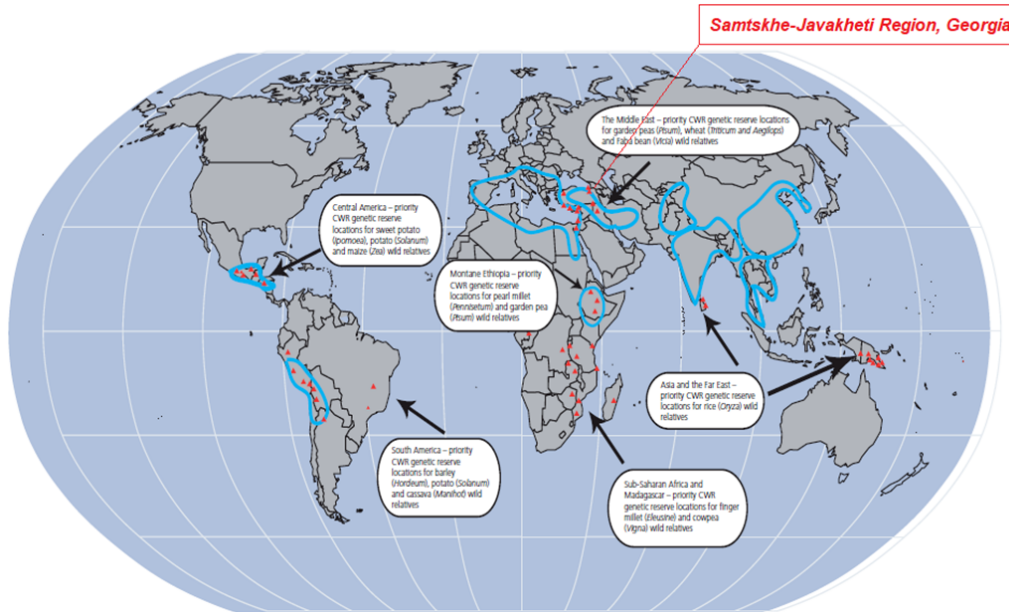 Samtskhe-Javakheti Region, Georgia
The Middle East – priority CWR genetic reserve locations
for garden peas (Pisum), wheat (Triticum and Aegilops)
and Faba bean (Vicia) wild
relatives
Central America – priority
CWR genetic reserve
locations for sweet potato
(Ipomoea), potato (Solanum)
and maize (Zea) wild
relatives
Montane Ethiopia – priority
CWR genetic reserve
locations for pearl millet
(Pennisetum) and garden pea
(Pisum) wild relatives
Asia and the Far East –
priority CWR genetic reserve
locations for rice (Oryza) wild
relatives
South America – priority
CWR genetic reserve
locations for barley
(Hordeum), potato (Solanum)
and cassava (Manihot) wild
relatives
Sub-Saharan Africa and
Madagascar – priority CWR
genetic reserve locations for finger
millet (Eleusine) and cowpea
(Vigna) wild relatives